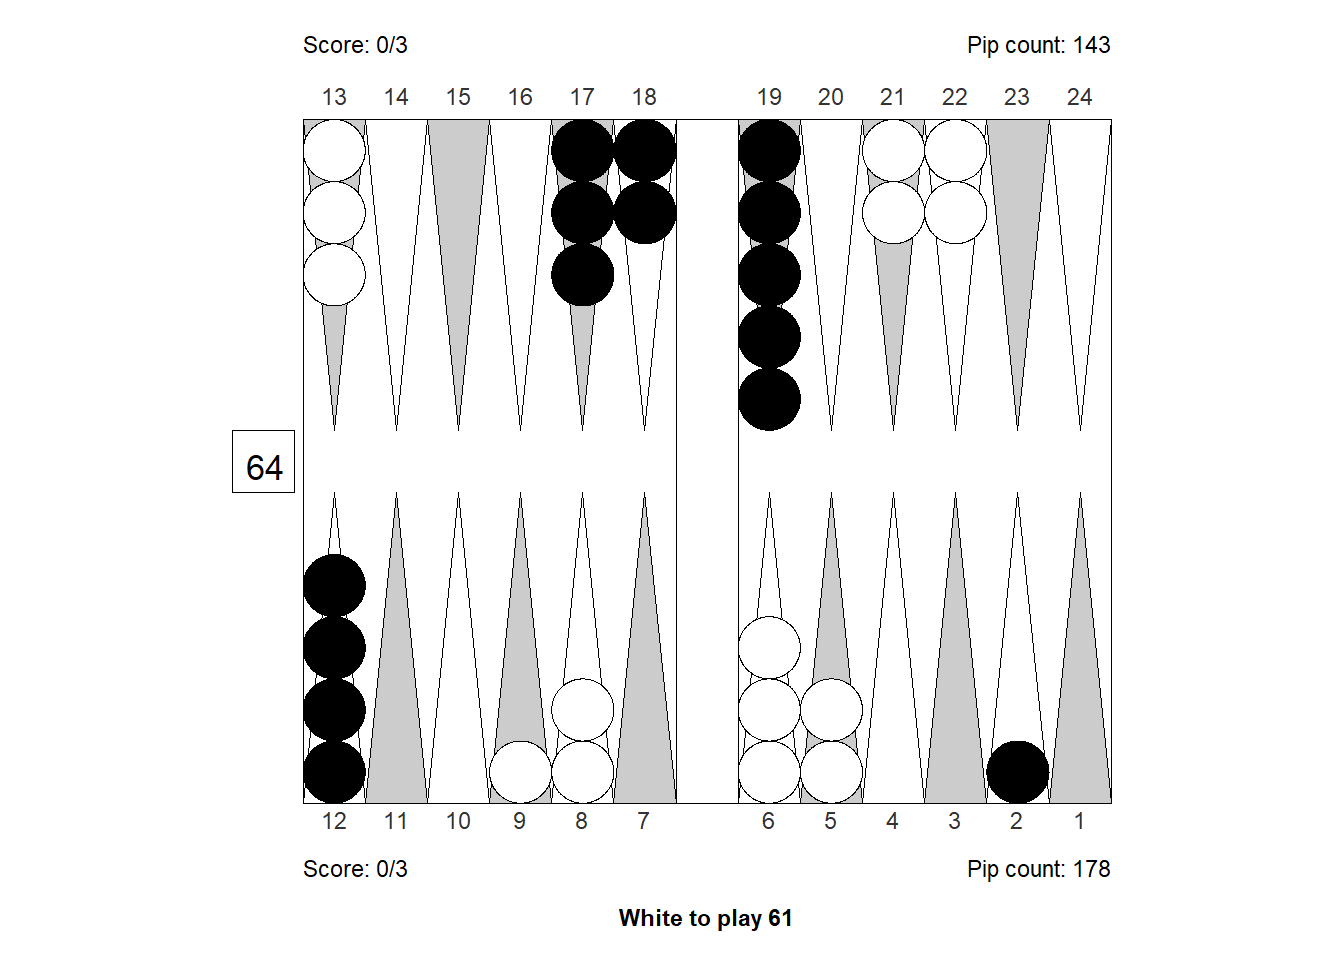 Score: 0/3 Pip count: 143
13 14 15 16 17 18 19 20 21 22 23 24
64
12 11 10 9 8 7 6 5 4 3 2 1
Score: 0/3 Pip count: 178
White to play 61